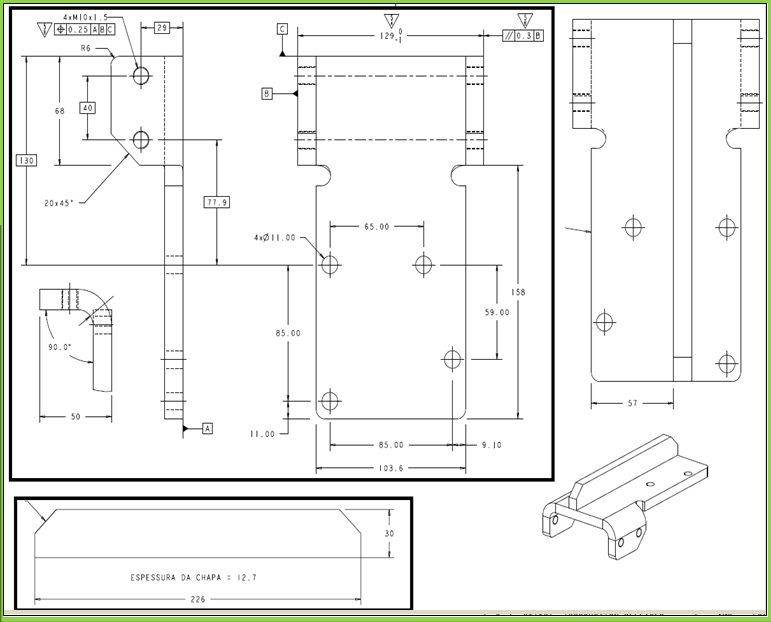 4xM10x1.5
0.25 A B C
29
R6
68
40
130
20x45°
77.9
90.0°
50
A
C
129 0 -1
// 0.3 B
B
65.00
4xØ11.00
158
59.00
85.00
11.00
85.00
9.10
103.6
57
30
ESPESSURA DA CHAPA = 12.7
226